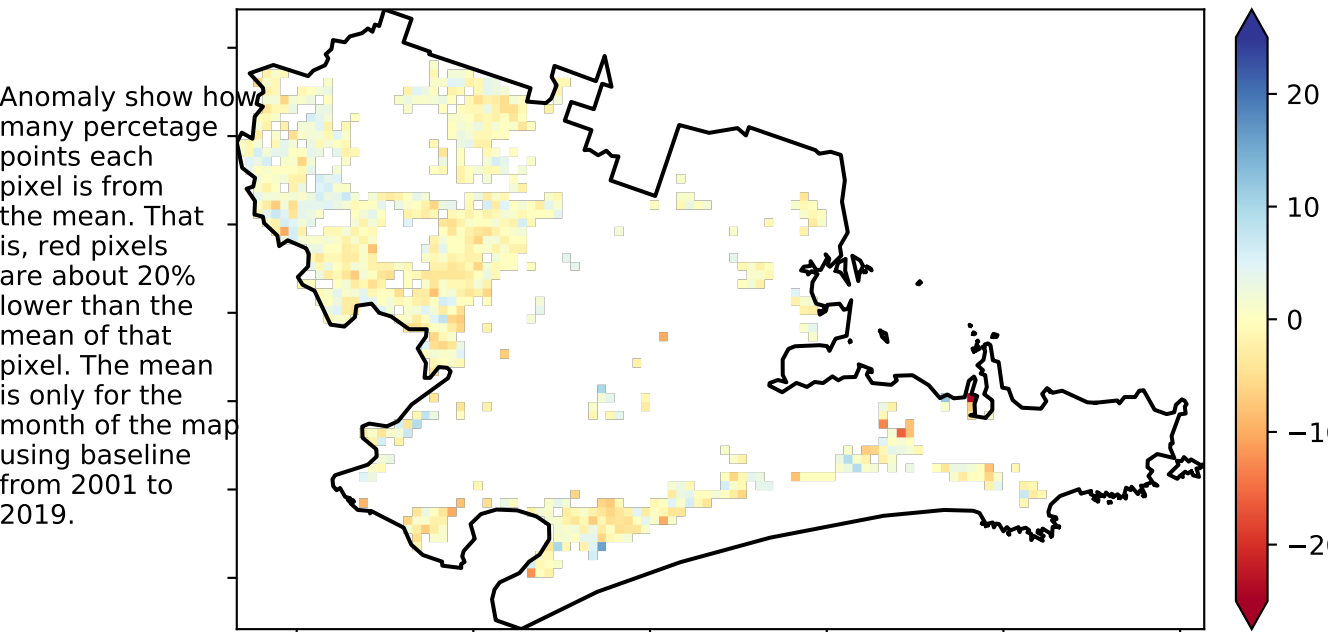 Anomaly show how
many percetage
points each
pixel is from
the mean. That
is, red pixels
are about 20%
lower than the
mean of that
pixel. The mean
is only for the
month of the map
using baseline
from 2001 to
2019.
20
10
0
−10
−20